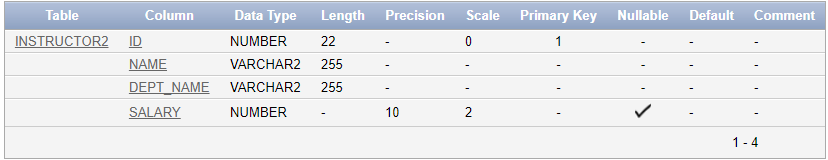 Table Column Data Type Length Precision Scale Primary Key Nullable Default Comment
INSTRUCTOR2 ID NUMBER 22 - 0 1 - - -
NAME VARCHAR2 255 - - - - - -
DEPT_NAME VARCHAR2 255 - - - - - -
SALARY NUMBER - 10 2 - ✓ - -
1 - 4